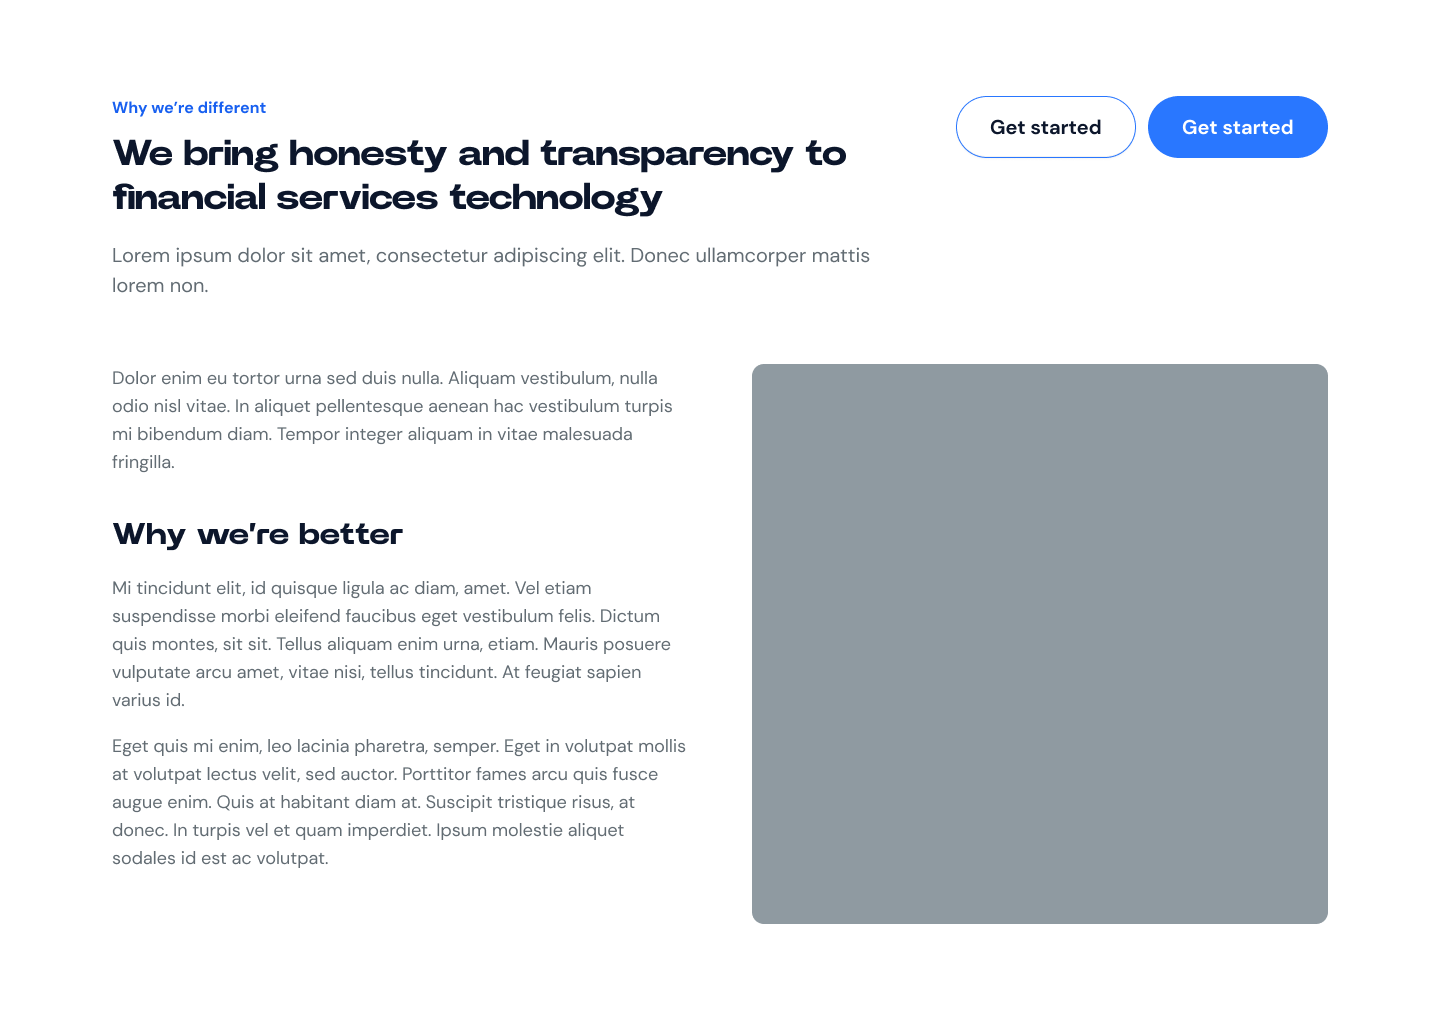 Why we're different
We bring honesty and transparency to
financial services technology
Lorem ipsum dolor sit amet, consectetur adipiscing elit. Donec ullamcorper mattis
lorem non.
Get started
Get started
Dolor enim eu tortor urna sed duis nulla. Aliquam vestibulum, nulla
odio nisl vitae. In aliquet pellentesque aenean hac vestibulum turpis
mi bibendum diam. Tempor integer aliquam in vitae malesuada
fringilla.
Why we're better
Mi tincidunt elit, id quisque ligula ac diam, amet. Vel etiam
suspendisse morbi eleifend faucibus eget vestibulum felis. Dictum
quis montes, sit sit. Tellus aliquam enim urna, etiam. Mauris posuere
vulputate arcu amet, vitae nisi, tellus tincidunt. At feugiat sapien
varius id.
Eget quis mi enim, leo lacinia pharetra, semper. Eget in volutpat mollis
at volutpat lectus velit, sed auctor. Porttitor fames arcu quis fusce
augue enim. Quis at habitant diam at. Suscipit tristique risus, at
donec. In turpis vel et quam imperdiet. Ipsum molestie aliquet
sodales id est ac volutpat.